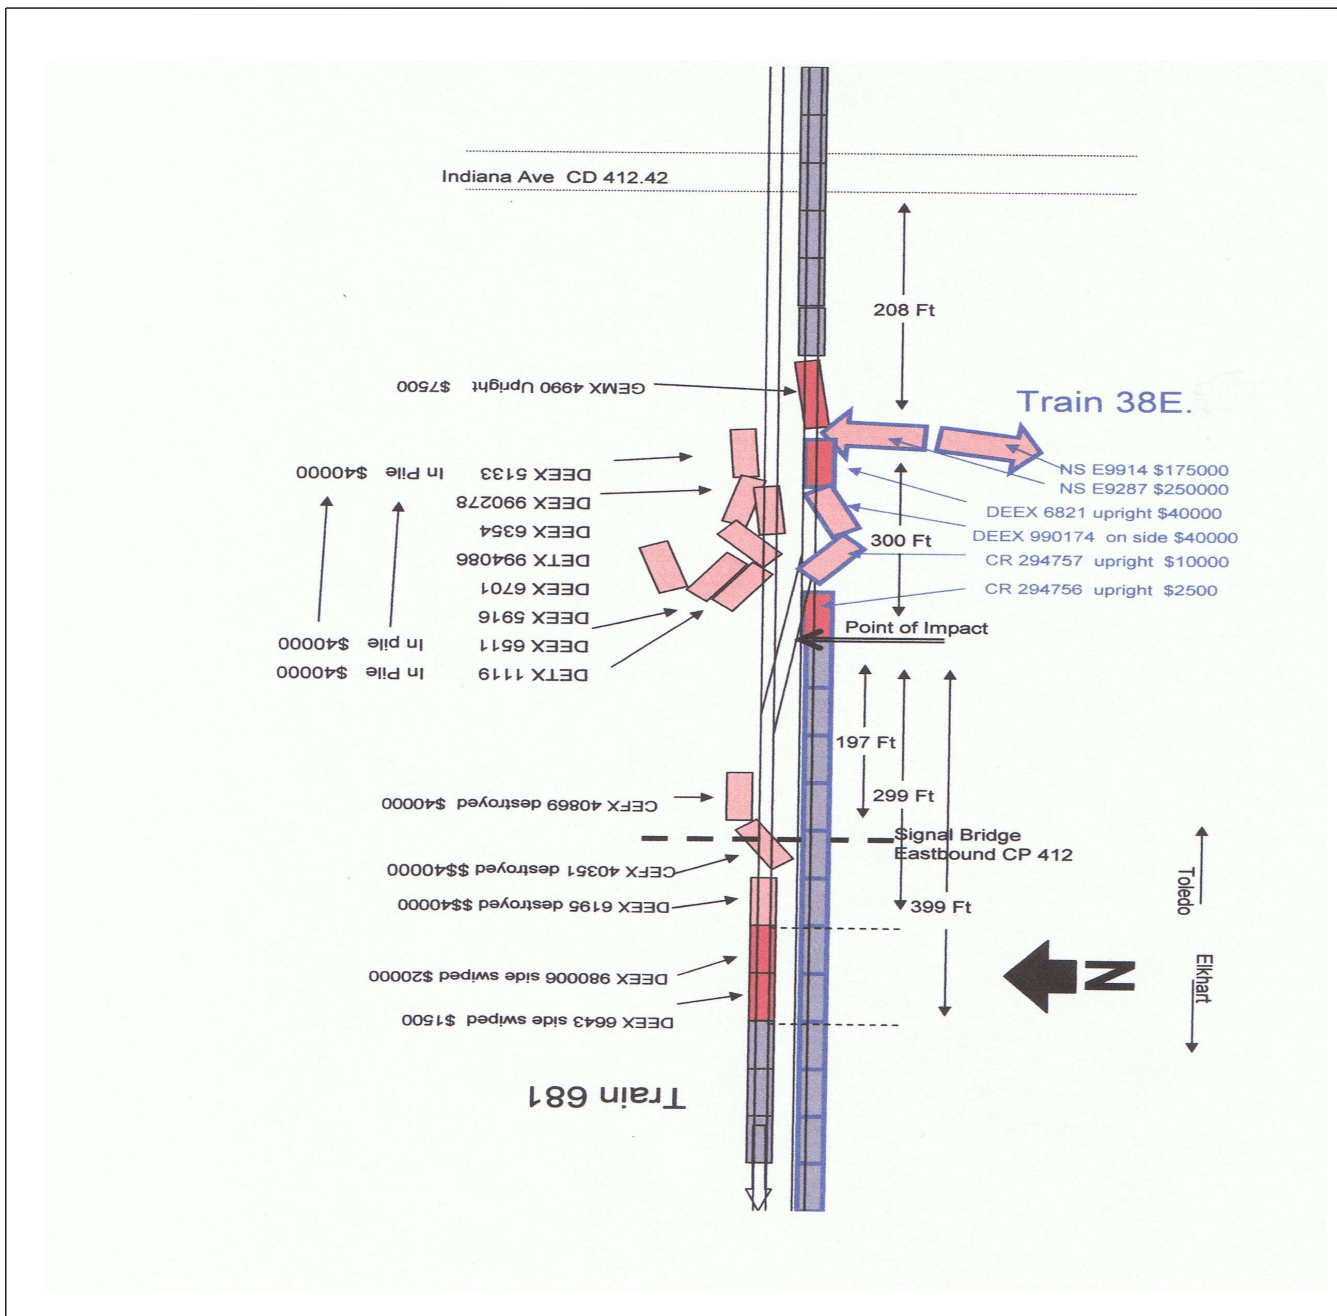 Indiana Ave CD 412.42
208 Ft
GEMX 4990 Upright $7500
Train 38E.
NS E9914 $175000
NS E9287 $250000
DEEX 6821 upright $40000
DEEX 990174 on side $40000
CR 294757 upright $10000
CR 294756 upright $2500
300 Ft
DEEX 5133 In Pile $40000
DEEX 990278
DEEX 6354
DETX 994086
DEEX 6701
DEEX 5916
DEEX 6511 In pile $40000
DETX 1119 In Pile $40000
Point of Impact
197 Ft
299 Ft
399 Ft
CEFX 40869 destroyed $40000
Signal Bridge
Eastbound CP 412
CEFX 40351 destroyed $$40000
DEEX 6195 destroyed $$40000
DEEX 980006 side swiped $20000
DEEX 6643 side swiped $1500
Train 681
Toledo
Elkhart
N